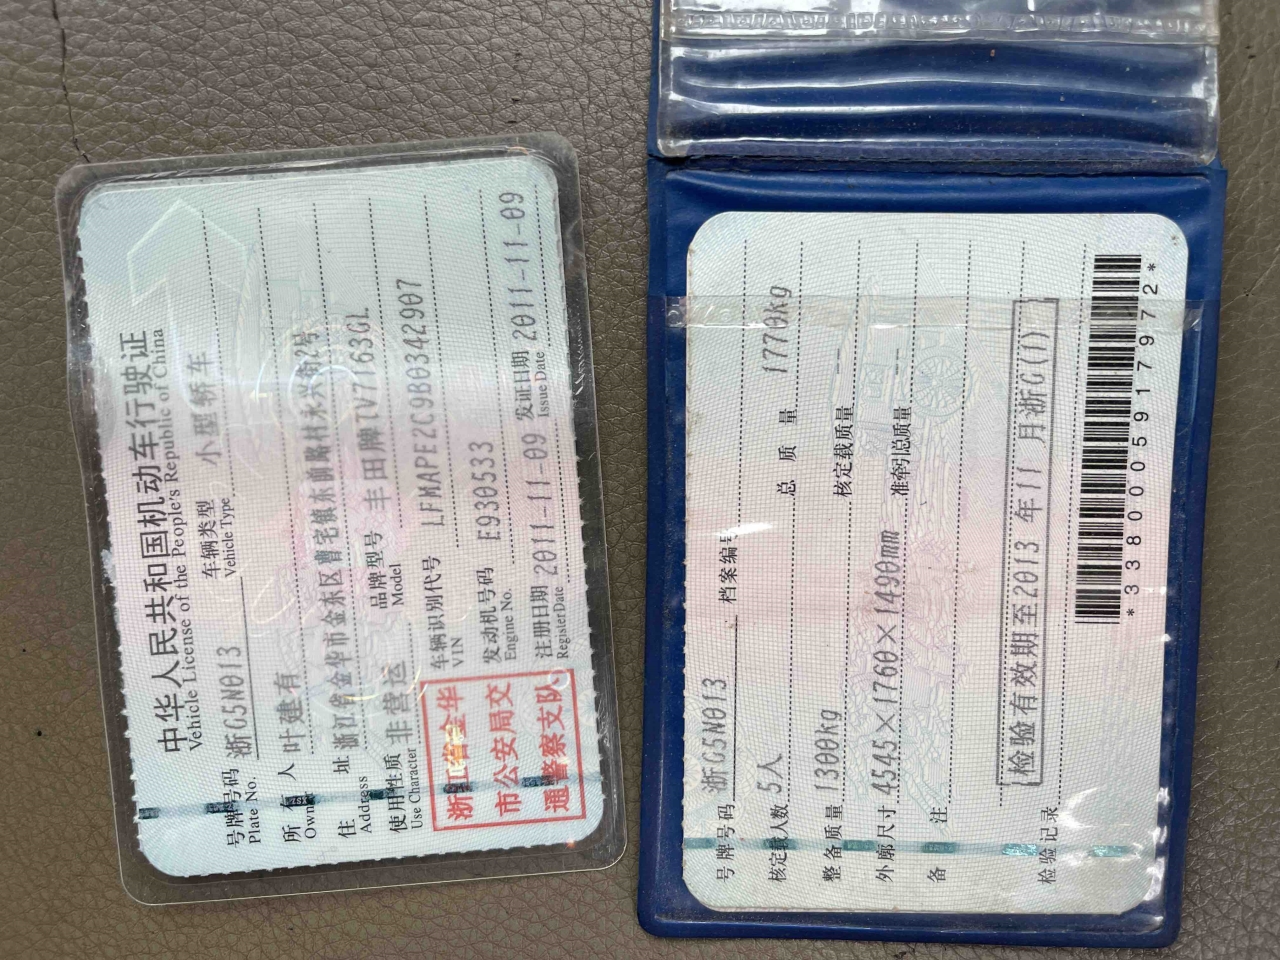 中华人民共和国机动车行驶证
Vehicle License of the People's Republic of China
号牌号码 浙G5N013 车辆类型 小型轿车
Plate No. Vehicle Type
所有人 叶建有
Owner
住址 浙江省金华市金东区曹宅镇东前路村永兴街2号
Address
使用性质 非营运 品牌型号 丰田牌TV7163GL
Use Character Model
车辆识别代号 LFMAPE2C9B0342907
VIN
发动机号码 E930533
Engine No.
注册日期 2011-11-09 发证日期 2011-11-09
Register Date Issue Date
浙江省金华
市公安局交
通警察支队
号牌号码 浙G5N013 档案编号
核定载人数 5人 总质量 1770kg
整备质量 1300kg 核定载质量 --
外廓尺寸 4545×1760×1490mm 准牵引总质量 --
备注
检验有效期至2013年11月浙G(1)
检验记录
*3380005917972*